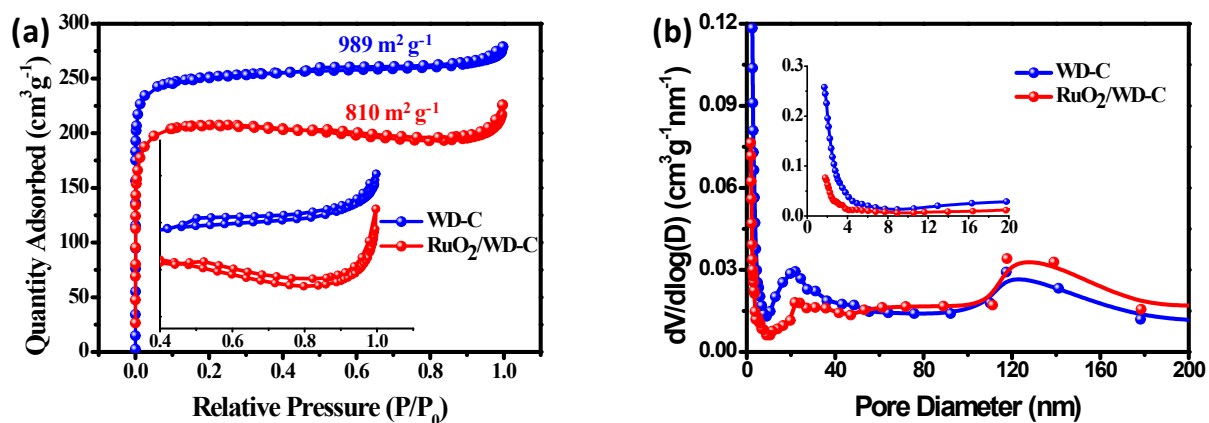 (a)
300
250
200
150
100
50
0
Quantity Adsorbed (cm³g⁻¹)
989 m² g⁻¹
810 m² g⁻¹
WD-C
RuO₂/WD-C
0.4 0.6 0.8 1.0
0.0 0.2 0.4 0.6 0.8 1.0
Relative Pressure (P/P₀)
(b)
0.12
0.09
0.06
0.03
0.00
dV/dlog(D) (cm³g⁻¹nm⁻¹)
WD-C
RuO₂/WD-C
0.3
0.2
0.1
0.0
0 4 8 12 16 20
0 40 80 120 160 200
Pore Diameter (nm)